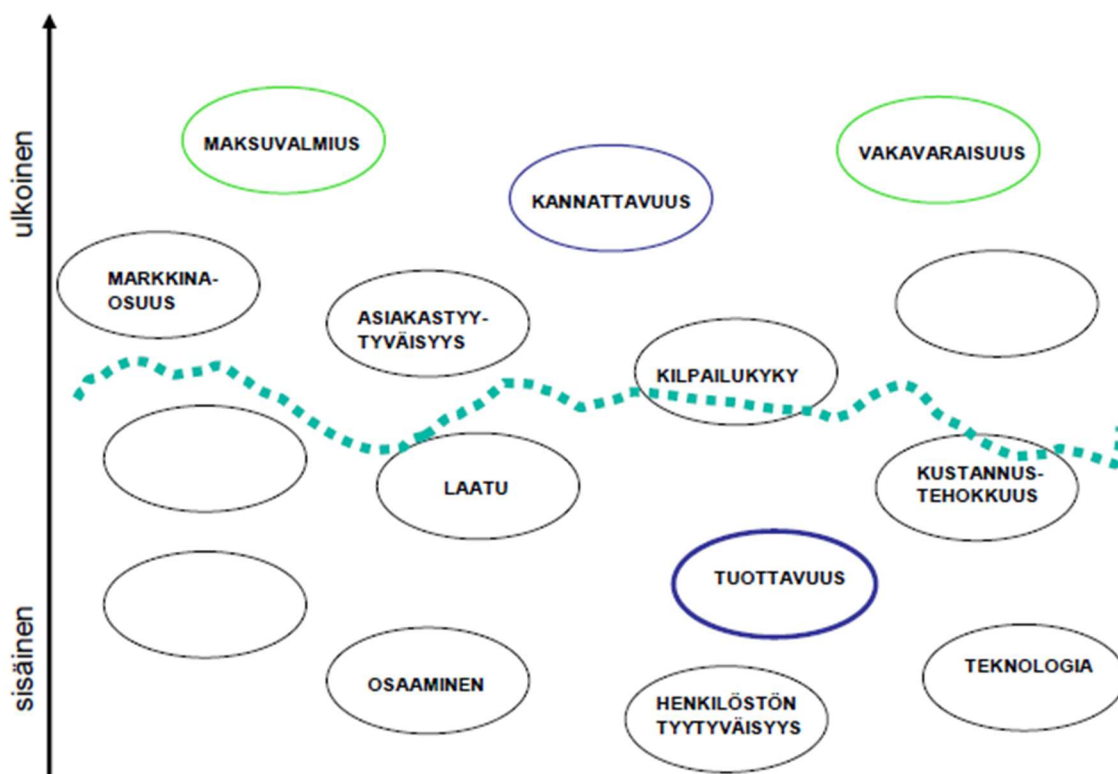 ulkoinen
MAKSUVALMIUS
VAKAVARAISUUS
KANNATTAVUUS
MARKKINA-
OSUUS
ASIAKASTYY-
TYVÄISYYS
KILPAILUKYKY
LAATU
KUSTANNUS-
TEHOKKUUS
TUOTTAVUUS
sisäinen
OSAAMINEN
HENKILÖSTÖN
TYYTYVÄISYYS
TEKNOLOGIA